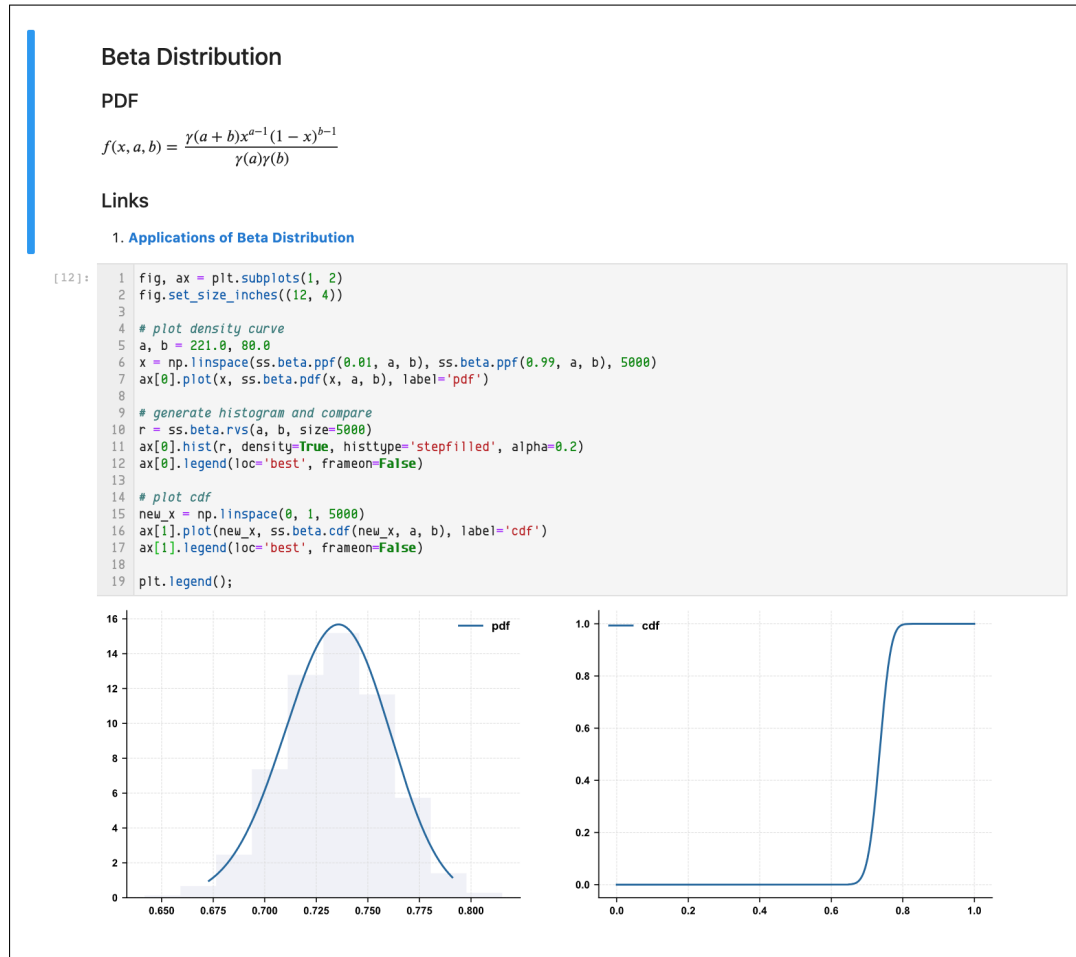 Beta Distribution
PDF
f(x, a, b) = γ(a + b)x^{a−1}(1 − x)^{b−1} / γ(a)γ(b)
Links
1. Applications of Beta Distribution
[12]:
1 fig, ax = plt.subplots(1, 2)
2 fig.set_size_inches((12, 4))
3
4 # plot density curve
5 a, b = 221.0, 80.0
6 x = np.linspace(ss.beta.ppf(0.01, a, b), ss.beta.ppf(0.99, a, b), 5000)
7 ax[0].plot(x, ss.beta.pdf(x, a, b), label='pdf')
8
9 # generate histogram and compare
10 r = ss.beta.rvs(a, b, size=5000)
11 ax[0].hist(r, density=True, histtype='stepfilled', alpha=0.2)
12 ax[0].legend(loc='best', frameon=False)
13
14 # plot cdf
15 new_x = np.linspace(0, 1, 5000)
16 ax[1].plot(new_x, ss.beta.cdf(new_x, a, b), label='cdf')
17 ax[1].legend(loc='best', frameon=False)
18
19 plt.legend();
pdf
16
14
12
10
8
6
4
2
0
0.650 0.675 0.700 0.725 0.750 0.775 0.800
cdf
1.0
0.8
0.6
0.4
0.2
0.0
0.0 0.2 0.4 0.6 0.8 1.0